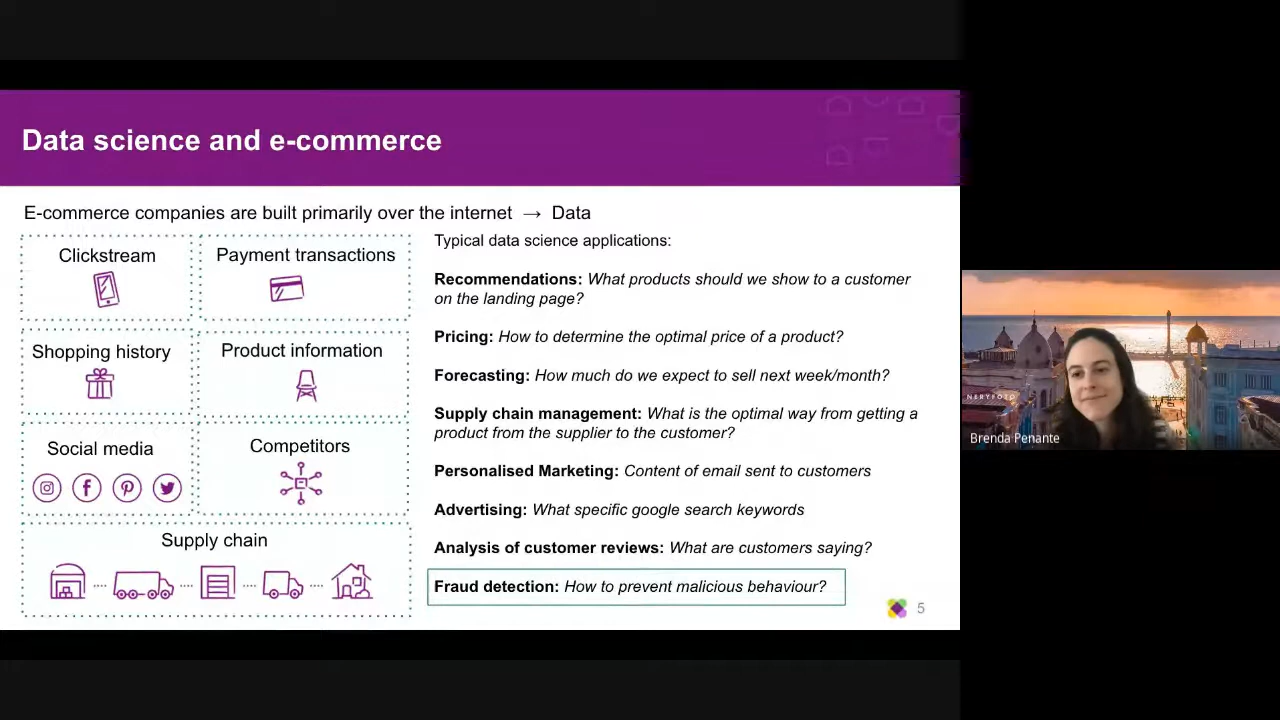 Data science and e-commerce
E-commerce companies are built primarily over the internet → Data
Clickstream
Payment transactions
Shopping history
Product information
Social media
Competitors
Supply chain
Typical data science applications:
Recommendations: What products should we show to a customer
on the landing page?
Pricing: How to determine the optimal price of a product?
Forecasting: How much do we expect to sell next week/month?
Supply chain management: What is the optimal way from getting a
product from the supplier to the customer?
Personalised Marketing: Content of email sent to customers
Advertising: What specific google search keywords
Analysis of customer reviews: What are customers saying?
Fraud detection: How to prevent malicious behaviour?
5
NERYFOTO
Brenda Penante